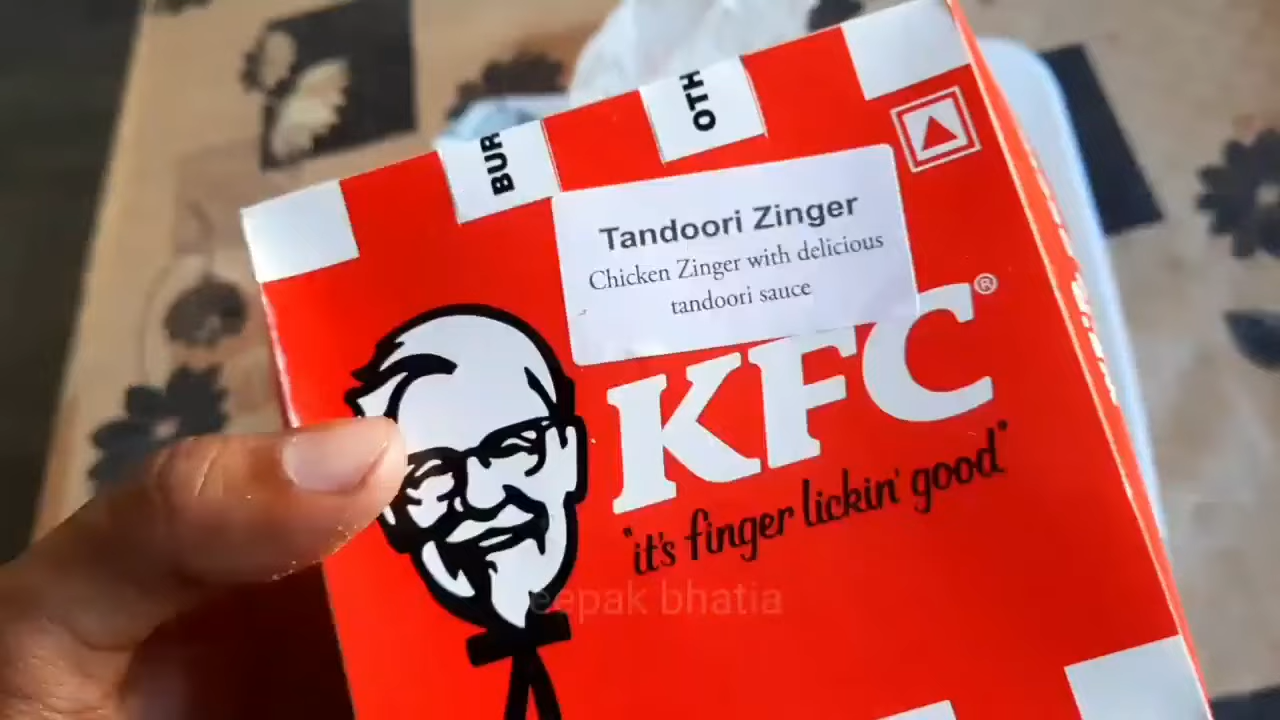 BUR
OTH
Tandoori Zinger
Chicken Zinger with delicious
tandoori sauce
KFC®
"it's finger lickin' good"
eepak bhatia